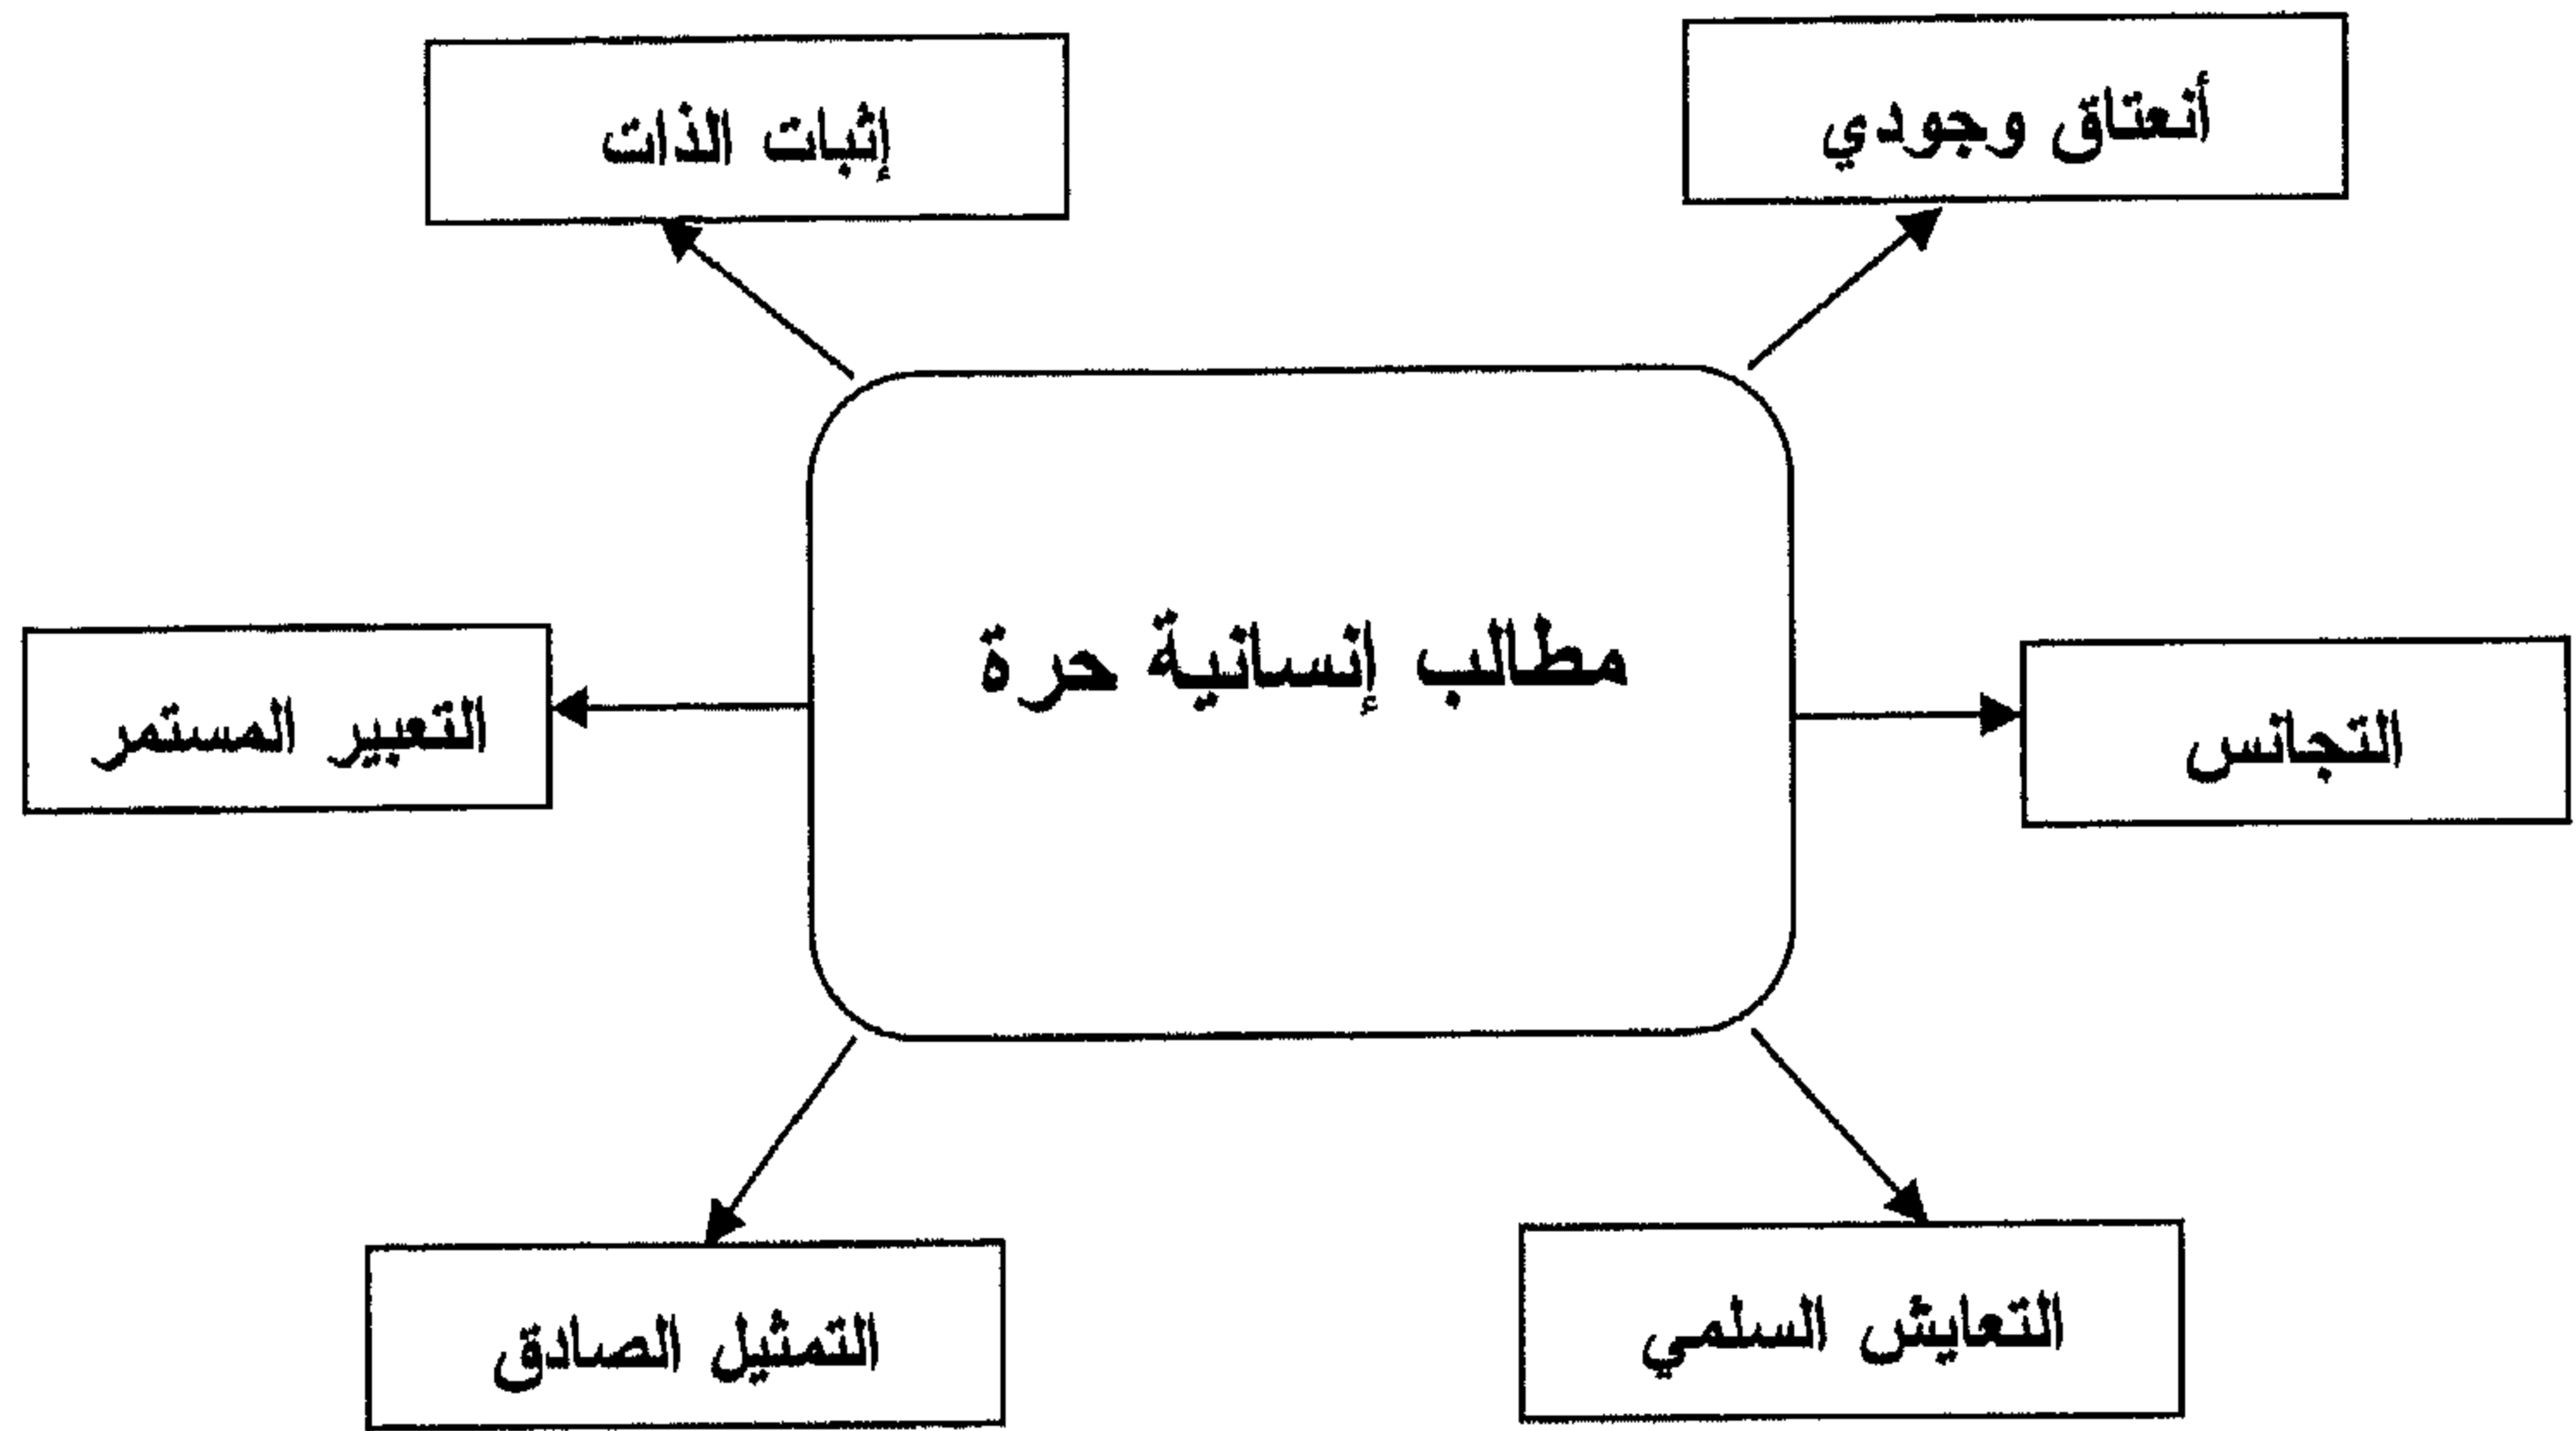 أنعتاق وجودي
إثبات الذات
مطالب إنسانية حرة
التجانس
التعبير المستمر
التعايش السلمي
التمثيل الصادق